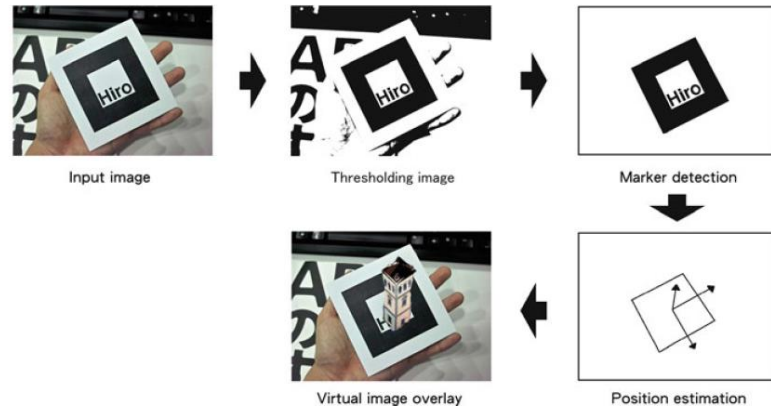 Hiro
Input image
Hiro
Thresholding image
Hiro
Marker detection
Position estimation
Virtual image overlay